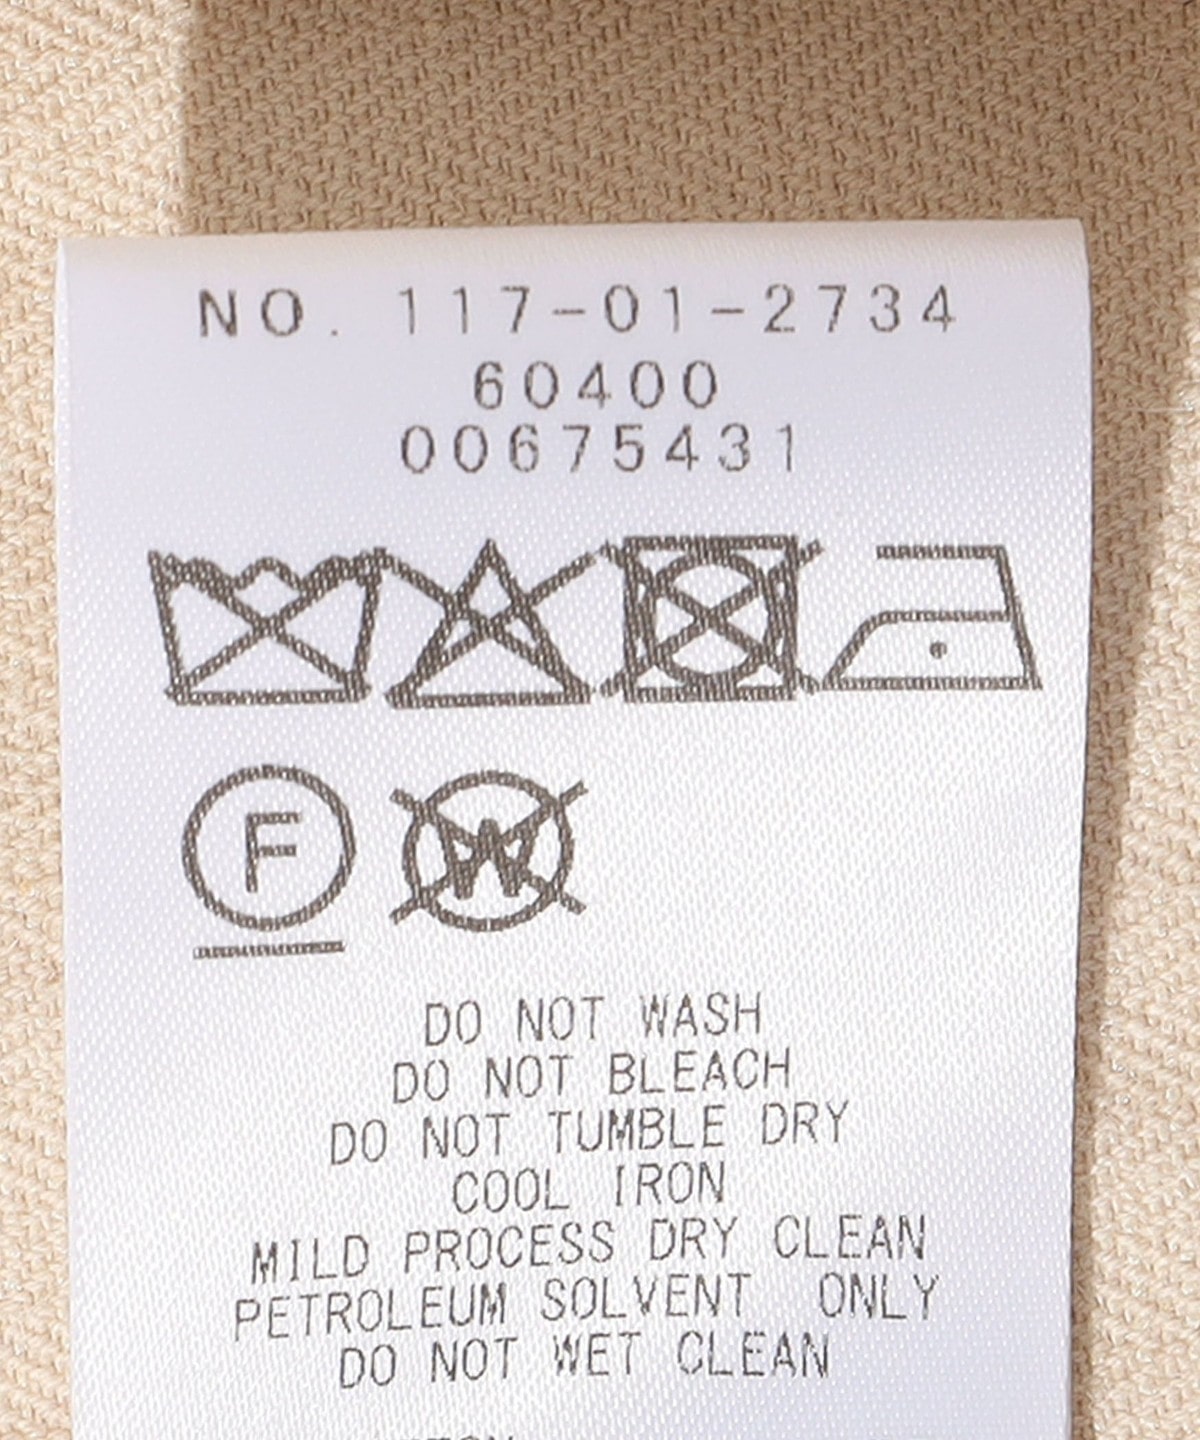 NO. 117-01-2734
60400
00675431
F W
DO NOT WASH
DO NOT BLEACH
DO NOT TUMBLE DRY
COOL IRON
MILD PROCESS DRY CLEAN
PETROLEUM SOLVENT ONLY
DO NOT WET CLEAN